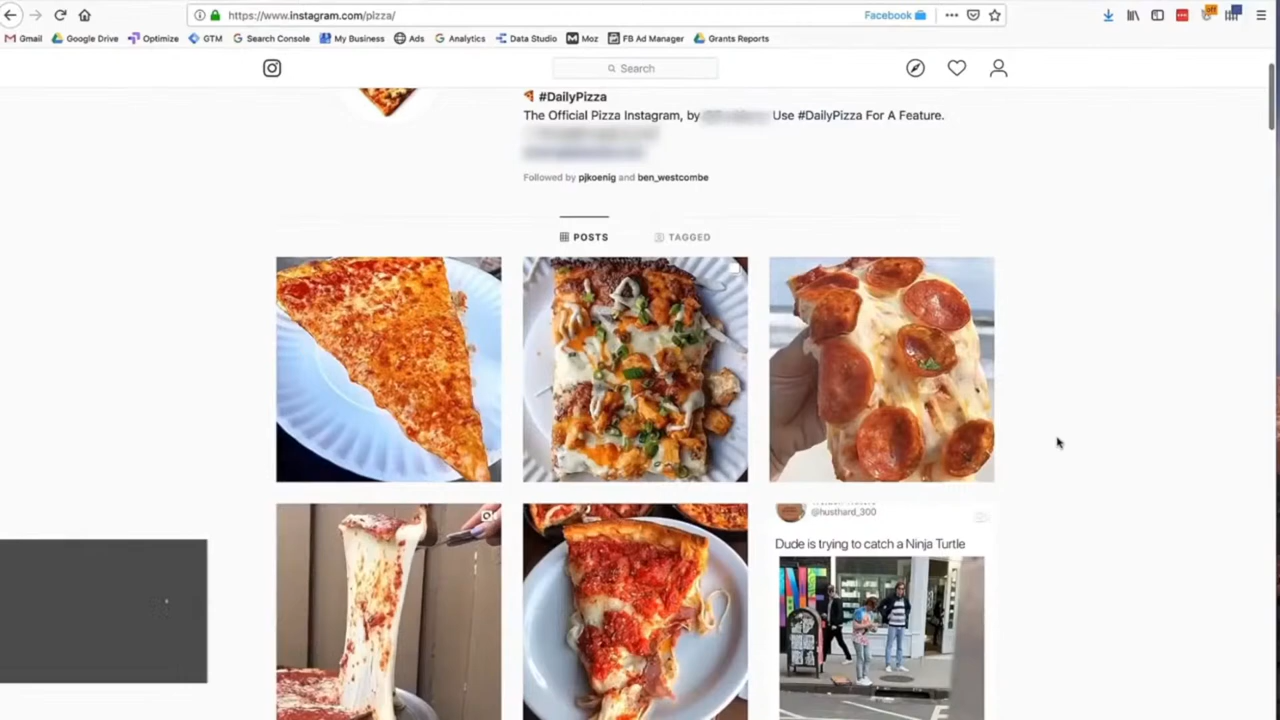 https://www.instagram.com/pizza/
Facebook
Gmail
Google Drive
Optimize
GTM
Search Console
My Business
Ads
Analytics
Data Studio
Moz
FB Ad Manager
Grants Reports
Search
#DailyPizza
The Official Pizza Instagram, by
Use #DailyPizza For A Feature.
Followed by pjkoenig and ben_westcombe
POSTS
TAGGED
@husthard_300
Dude is trying to catch a Ninja Turtle